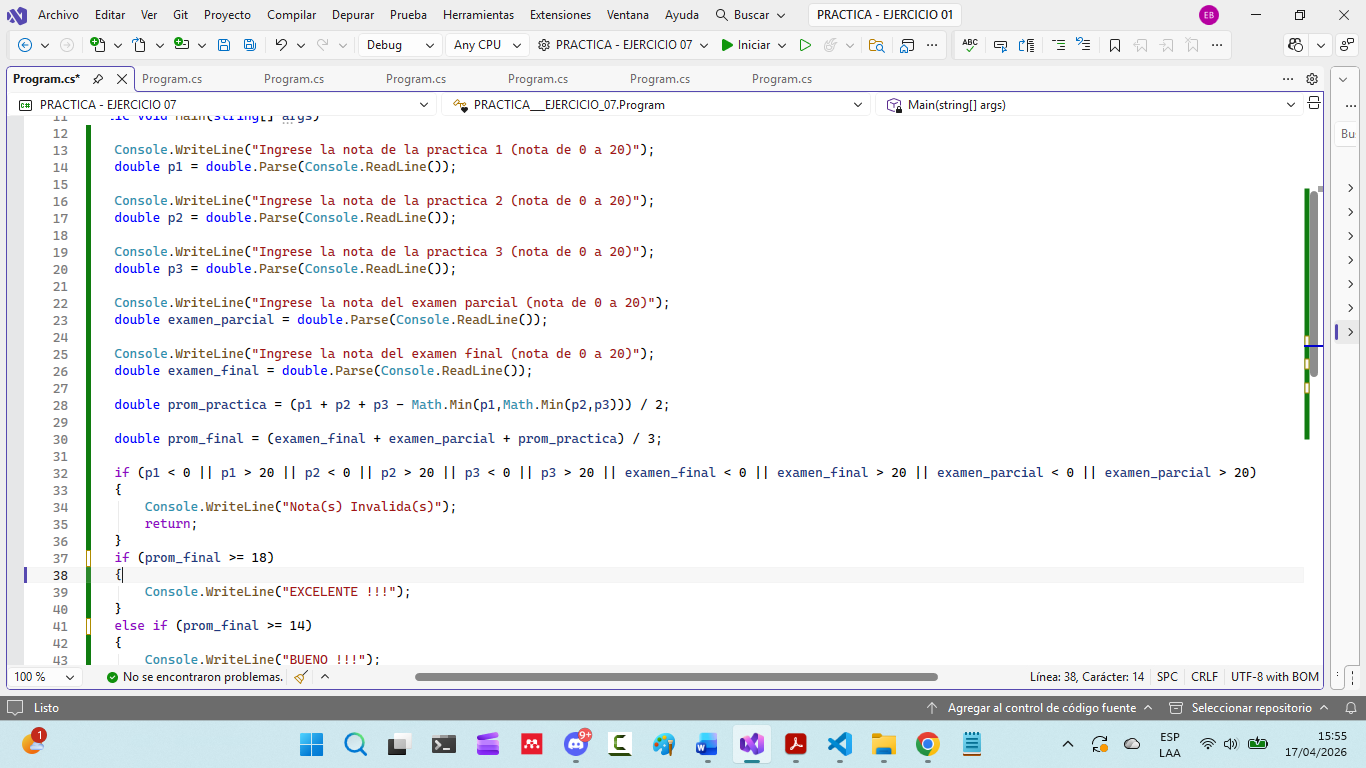 Archivo Editar Ver Git Proyecto Compilar Depurar Prueba Herramientas Extensiones Ventana Ayuda Buscar PRACTICA - EJERCICIO 01 EB
Debug Any CPU PRACTICA - EJERCICIO 07 Iniciar
Program.cs* Program.cs Program.cs Program.cs Program.cs Program.cs Program.cs
PRACTICA - EJERCICIO 07 PRACTICA___EJERCICIO_07.Program Main(string[] args)
Bu
11 ic void Main(string[] args)
12
13 Console.WriteLine("Ingrese la nota de la practica 1 (nota de 0 a 20)");
14 double p1 = double.Parse(Console.ReadLine());
15
16 Console.WriteLine("Ingrese la nota de la practica 2 (nota de 0 a 20)");
17 double p2 = double.Parse(Console.ReadLine());
18
19 Console.WriteLine("Ingrese la nota de la practica 3 (nota de 0 a 20)");
20 double p3 = double.Parse(Console.ReadLine());
21
22 Console.WriteLine("Ingrese la nota del examen parcial (nota de 0 a 20)");
23 double examen_parcial = double.Parse(Console.ReadLine());
24
25 Console.WriteLine("Ingrese la nota del examen final (nota de 0 a 20)");
26 double examen_final = double.Parse(Console.ReadLine());
27
28 double prom_practica = (p1 + p2 + p3 - Math.Min(p1,Math.Min(p2,p3))) / 2;
29
30 double prom_final = (examen_final + examen_parcial + prom_practica) / 3;
31
32 if (p1 < 0 || p1 > 20 || p2 < 0 || p2 > 20 || p3 < 0 || p3 > 20 || examen_final < 0 || examen_final > 20 || examen_parcial < 0 || examen_parcial > 20)
33 {
34 Console.WriteLine("Nota(s) Invalida(s)");
35 return;
36 }
37 if (prom_final >= 18)
38 {
39 Console.WriteLine("EXCELENTE !!!");
40 }
41 else if (prom_final >= 14)
42 {
43 Console.WriteLine("BUENO !!!");
100 % No se encontraron problemas. Línea: 38, Carácter: 14 SPC CRLF UTF-8 with BOM
Listo Agregar al control de código fuente Seleccionar repositorio
1 9+ ESP LAA 15:55 17/04/2026